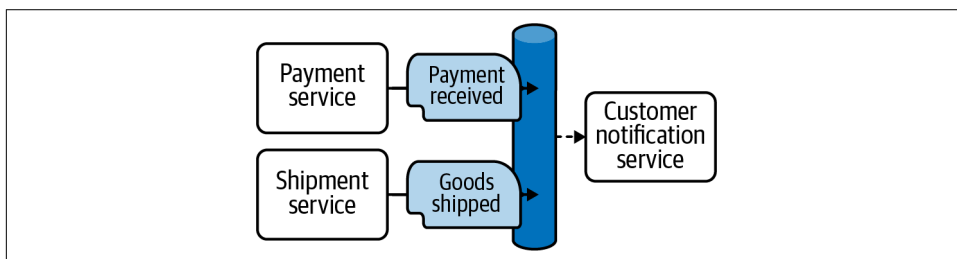 Payment
service
Payment
received
Customer
notification
service
Shipment
service
Goods
shipped